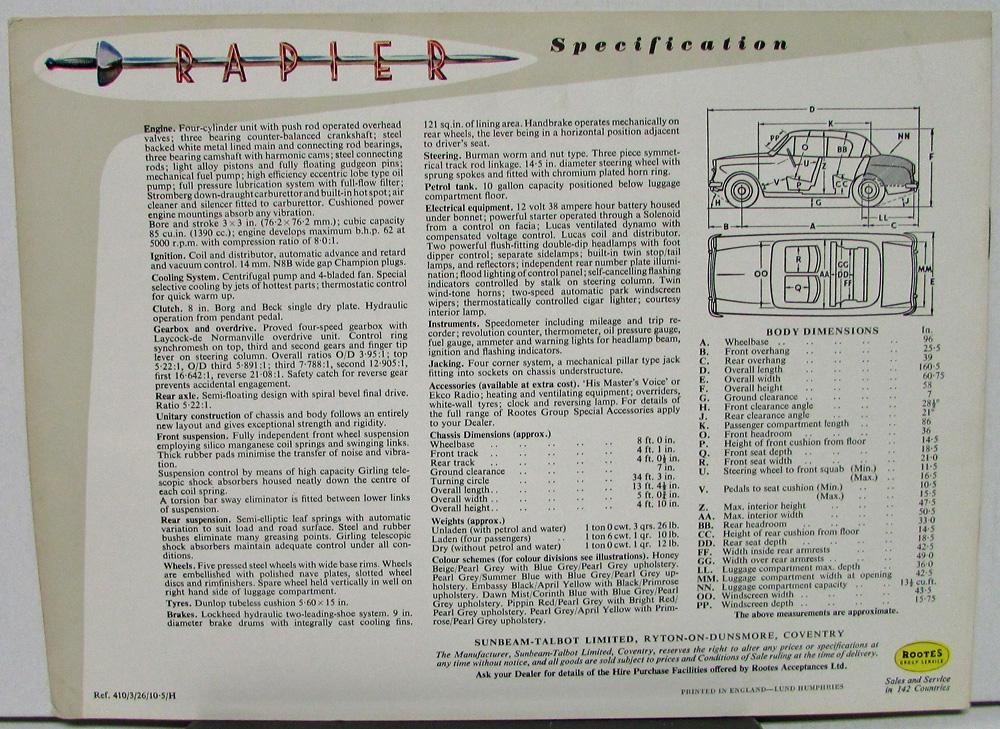 RAPIER
Specification
Engine. Four-cylinder unit with push rod operated overhead
valves; three bearing counter-balanced crankshaft; steel
backed white metal lined main and connecting rod bearings,
three bearing camshaft with harmonic cams; steel connecting
rods; light alloy pistons and fully floating gudgeon pins;
mechanical fuel pump; high efficiency eccentric lobe type oil
pump; full pressure lubrication system with full-flow filter;
Stromberg down-draught carburettor and built-in hot spot; air
cleaner and silencer fitted to carburettor. Cushioned power
engine mountings absorb any vibration.
Bore and stroke 3 × 3 in. (76·2 × 76·2 mm.); cubic capacity
85 cu.in. (1390 cc.); engine develops maximum b.h.p. 62 at
5000 r.p.m. with compression ratio of 8·0:1.
Ignition. Coil and distributor, automatic advance and retard
and vacuum control. 14 mm. N8B wide gap Champion plugs.
Cooling System. Centrifugal pump and 4-bladed fan. Special
selective cooling by jets of hottest parts; thermostatic control
for quick warm up.
Clutch. 8 in. Borg and Beck single dry plate. Hydraulic
operation from pendant pedal.
Gearbox and overdrive. Proved four-speed gearbox with
Laycock-de Normanville overdrive unit. Control ring
synchromesh on top, third and second gears and finger tip
lever on steering column. Overall ratios O/D 3·95:1; top
5·22:1, O/D third 5·891:1; third 7·788:1, second 12·905:1,
first 16·642:1, reverse 21·08:1. Safety catch for reverse gear
prevents accidental engagement.
Rear axle. Semi-floating design with spiral bevel final drive.
Ratio 5·22:1.
Unitary construction of chassis and body follows an entirely
new layout and gives exceptional strength and rigidity.
Front suspension. Fully independent front wheel suspension
employing silico manganese coil springs and swinging links.
Thick rubber pads minimise the transfer of noise and vibra-
tion.
Suspension control by means of high capacity Girling tele-
scopic shock absorbers housed neatly down the centre of
each coil spring.
A torsion bar sway eliminator is fitted between lower links
of suspension.
Rear suspension. Semi-elliptic leaf springs with automatic
variation to suit load and road surface. Steel and rubber
bushes eliminate many greasing points. Girling telescopic
shock absorbers maintain adequate control under all con-
ditions.
Wheels. Five pressed steel wheels with wide base rims. Wheels
are embellished with polished nave plates, slotted wheel
discs and rimfinishers. Spare wheel held vertically in well on
right hand side of luggage compartment.
Tyres. Dunlop tubeless cushion 5·60 × 15 in.
Brakes. Lockheed hydraulic two-leading-shoe system. 9 in.
diameter brake drums with integrally cast cooling fins.
121 sq. in. of lining area. Handbrake operates mechanically on
rear wheels, the lever being in a horizontal position adjacent
to driver's seat.
Steering. Burman worm and nut type. Three piece symmet-
rical track rod linkage. 14·5 in. diameter steering wheel with
sprung spokes and fitted with chromium plated horn ring.
Petrol tank. 10 gallon capacity positioned below luggage
compartment floor.
Electrical equipment. 12 volt 38 ampere hour battery housed
under bonnet; powerful starter operated through a Solenoid
from a control on facia; Lucas ventilated dynamo with
compensated voltage control. Lucas coil and distributor.
Two powerful flush-fitting double-dip headlamps with foot
dipper control; separate sidelamps; built-in twin stop/tail
lamps, and reflectors; independent rear number plate illumi-
nation; flood lighting of control panel; self-cancelling flashing
indicators controlled by stalk on steering column. Twin
wind-tone horns; two-speed automatic park windscreen
wipers; thermostatically controlled cigar lighter; courtesy
interior lamp.
Instruments. Speedometer including mileage and trip re-
corder; revolution counter, thermometer, oil pressure gauge,
fuel gauge, ammeter and warning lights for headlamp beam,
ignition and flashing indicators.
Jacking. Four corner system, a mechanical pillar type jack
fitting into sockets on chassis understructure.
Accessories (available at extra cost). 'His Master's Voice' or
Ekco Radio; heating and ventilating equipment; overriders,
white-wall tyres; clock and reversing lamp. For details of
the full range of Rootes Group Special Accessories apply
to your Dealer.
Chassis Dimensions (approx.)
Wheelbase .. .. .. .. 8 ft. 0 in.
Front track .. .. .. .. 4 ft. 1 in.
Rear track .. .. .. .. 4 ft. 0½ in.
Ground clearance .. .. .. 7 in.
Turning circle .. .. .. 34 ft. 3 in.
Overall length .. .. .. 13 ft. 4½ in.
Overall width .. .. .. 5 ft. 0¾ in.
Overall height .. .. .. 4 ft. 10 in.
Weights (approx.)
Unladen (with petrol and water) 1 ton 0 cwt. 3 qrs. 26 lb.
Laden (four passengers) .. 1 ton 6 cwt. 1 qr. 10 lb.
Dry (without petrol and water) 1 ton 0 cwt. 1 qr. 12 lb.
Colour schemes (for colour divisions see illustrations). Honey
Beige/Pearl Grey with Blue Grey/Pearl Grey upholstery.
Pearl Grey/Summer Blue with Blue Grey/Pearl Grey up-
holstery. Embassy Black/April Yellow with Black/Primrose
upholstery. Dawn Mist/Corinth Blue with Blue Grey/Pearl
Grey upholstery. Pippin Red/Pearl Grey with Bright Red/
Pearl Grey upholstery. Pearl Grey/April Yellow with Prim-
rose/Pearl Grey upholstery.
D
K
NN
PP
O
BB
U
F
V
P
CC
H
G
J
LL
B
A
C
OO
R
Q
AA
GG
DD
FF
MM
E
BODY DIMENSIONS In.
A. Wheelbase .. .. 96
B. Front overhang .. .. 25·5
C. Rear overhang .. .. 39
D. Overall length .. .. 160·5
E. Overall width .. .. 60·75
F. Overall height .. .. 58
G. Ground clearance .. .. 7
H. Front clearance angle .. .. 28½°
J. Rear clearance angle .. .. 21°
K. Passenger compartment length .. 86
O. Front headroom .. .. 36
P. Height of front cushion from floor .. 14·5
Q. Front seat depth .. .. 18·5
R. Front seat width .. .. 21·0
U. Steering wheel to front squab (Min.) 11·5
(Max.) .. 16·5
V. Pedals to seat cushion (Min.) .. 10·5
(Max.) .. 15·5
Z. Max. interior height .. .. 47·5
AA. Max. interior width .. .. 50·5
BB. Rear headroom .. .. 33·0
CC. Height of rear cushion from floor .. 14·5
DD. Rear seat depth .. .. 18·5
FF. Width inside rear armrests .. 42·5
GG. Width over rear armrests .. 49·0
LL. Luggage compartment max. depth .. 36·0
MM. Luggage compartment width at opening 42·5
NN. Luggage compartment capacity .. 13½ cu.ft.
OO. Windscreen width .. .. 43·5
PP. Windscreen depth .. .. 15·75
The above measurements are approximate.
SUNBEAM-TALBOT LIMITED, RYTON-ON-DUNSMORE, COVENTRY
The Manufacturer, Sunbeam-Talbot Limited, Coventry, reserves the right to alter any prices or specifications at
any time without notice, and all goods are sold subject to prices and Conditions of Sale ruling at the time of delivery.
Ask your Dealer for details of the Hire Purchase Facilities offered by Rootes Acceptances Ltd.
ROOTES
GROUP SERVICE
Sales and Service
in 142 Countries
Ref. 410/3/26/10·5/H
PRINTED IN ENGLAND—LUND HUMPHRIES